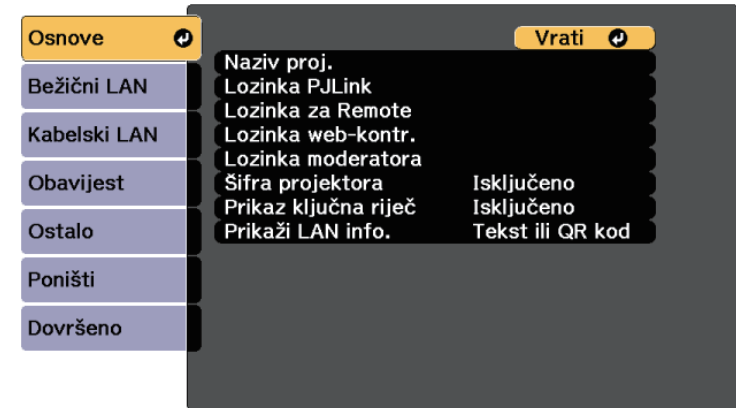 Osnove
Bežični LAN
Kabelski LAN
Obavijest
Ostalo
Poništi
Dovršeno
Vrati
Naziv proj.
Lozinka PJLink
Lozinka za Remote
Lozinka web-kontr.
Lozinka moderatora
Šifra projektora Isključeno
Prikaz ključna riječ Isključeno
Prikaži LAN info. Tekst ili QR kod